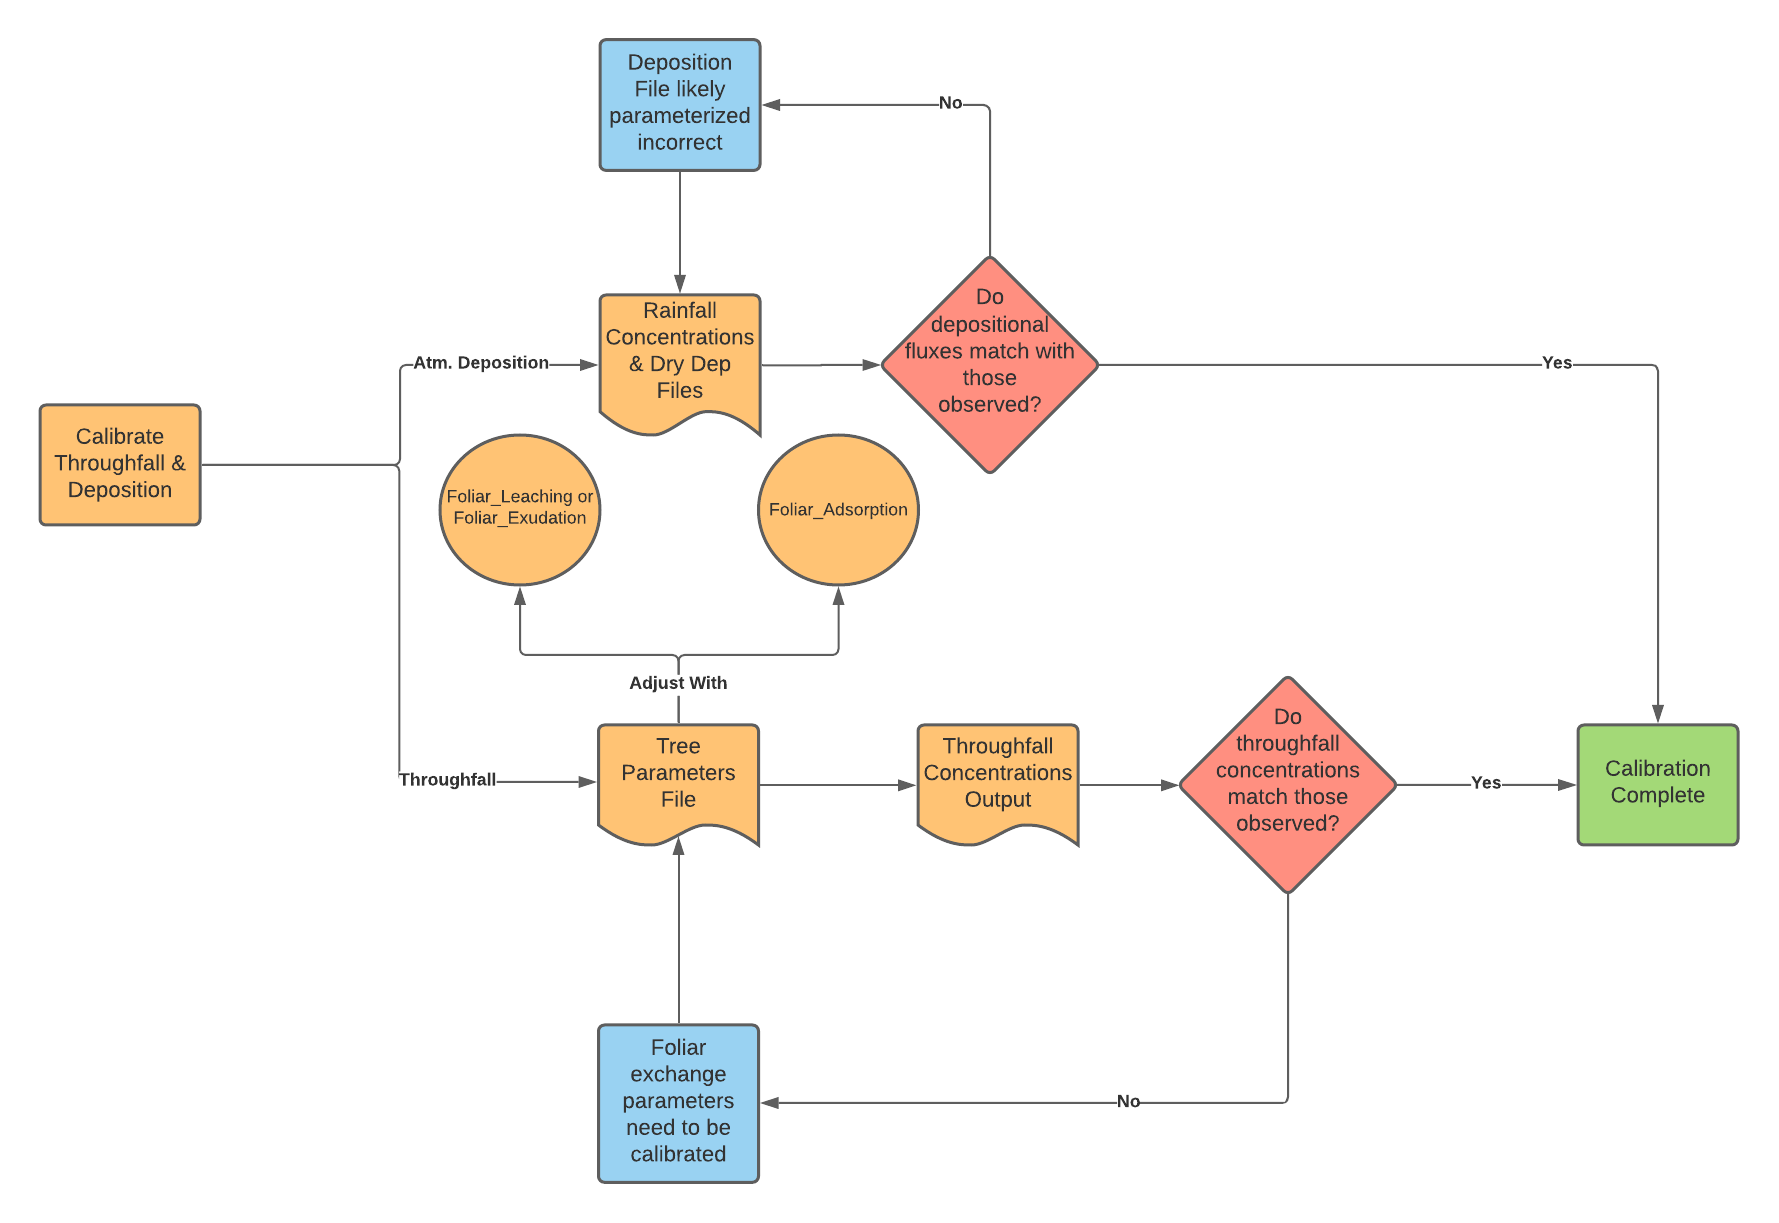 Deposition
File likely
parameterized
incorrect
No
Rainfall
Concentrations
& Dry Dep
Files
Do
depositional
fluxes match with
those
observed?
Atm. Deposition
Yes
Calibrate
Throughfall &
Deposition
Foliar_Leaching or
Foliar_Exudation
Foliar_Adsorption
Adjust With
Throughfall
Tree
Parameters
File
Throughfall
Concentrations
Output
Do
throughfall
concentrations
match those
observed?
Yes
Calibration
Complete
Foliar
exchange
parameters
need to be
calibrated
No